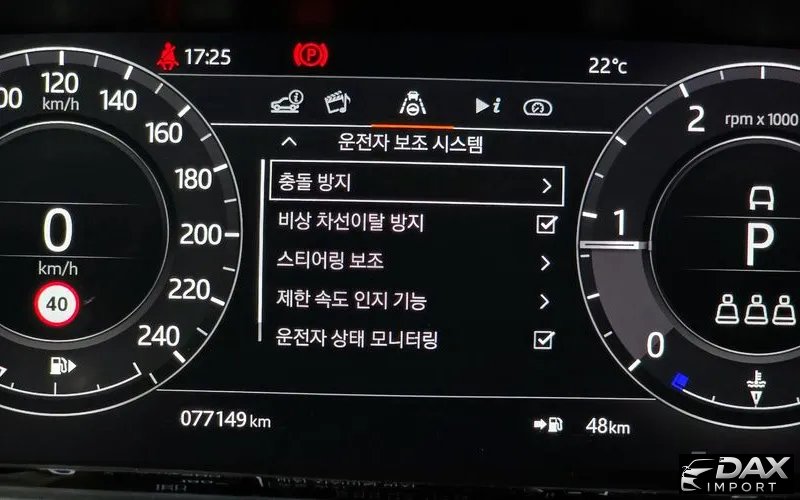 17:25
22°c
100
120
km/h
140
160
180
200
220
240
0
km/h
40
운전자 보조 시스템
충돌 방지
비상 차선이탈 방지
스티어링 보조
제한 속도 인지 기능
운전자 상태 모니터링
2
rpm x 1000
1
P
0
077149 km
48km
DAX
IMPORT